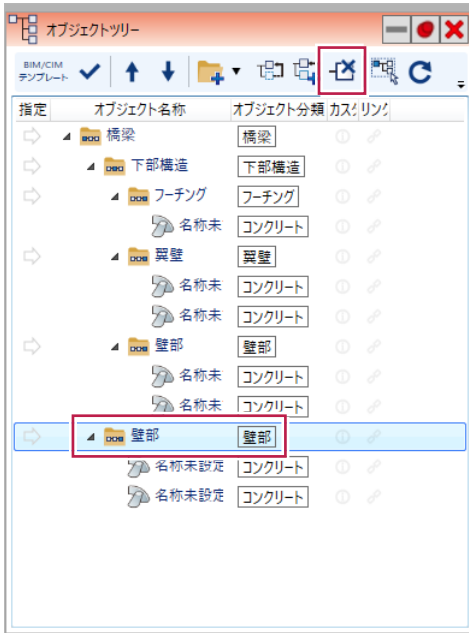 オブジェクトツリー
BIM/CIM
テンプレート
指定 オブジェクト名称 オブジェクト分類 カスタ リンク
橋梁 橋梁
下部構造 下部構造
フーチング フーチング
名称未 コンクリート
翼壁 翼壁
名称未 コンクリート
名称未 コンクリート
壁部 壁部
名称未 コンクリート
名称未 コンクリート
壁部 壁部
名称未設定 コンクリート
名称未設定 コンクリート